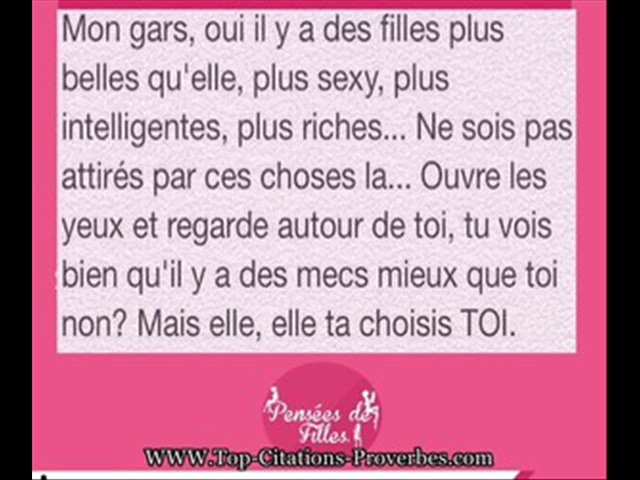 Mon gars, oui il y a des filles plus
belles qu'elle, plus sexy, plus
intelligentes, plus riches... Ne sois pas
attirés par ces choses la... Ouvre les
yeux et regarde autour de toi, tu vois
bien qu'il y a des mecs mieux que toi
non? Mais elle, elle ta choisis TOI.
Pensées de
Filles
WWW.Top-Citations-Proverbes.com